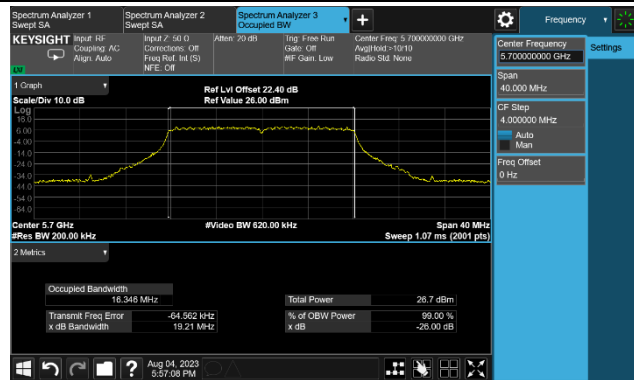 Spectrum Analyzer 1
Swept SA
Spectrum Analyzer 2
Swept SA
Spectrum Analyzer 3
Occupied BW
Frequency
KEYSIGHT
Input: RF
Coupling: AC
Align: Auto
Input Z: 50 Ω
Corrections: Off
Freq Ref: Int (S)
NFE: Off
Atten: 20 dB
Trig: Free Run
Gate: Off
#IF Gain: Low
Center Freq: 5.700000000 GHz
Avg|Hold:>10/10
Radio Std: None
Center Frequency
5.700000000 GHz
Settings
Span
40.000 MHz
CF Step
4.000000 MHz
Auto
Man
Freq Offset
0 Hz
1 Graph
Scale/Div 10.0 dB
Ref Lvl Offset 22.40 dB
Ref Value 26.00 dBm
Log
16.0
6.00
-4.00
-14.0
-24.0
-34.0
-44.0
-54.0
-64.0
Center 5.7 GHz
#Res BW 200.00 kHz
#Video BW 620.00 kHz
Span 40 MHz
Sweep 1.07 ms (2001 pts)
2 Metrics
Occupied Bandwidth
16.346 MHz
Total Power
26.7 dBm
Transmit Freq Error
-64.562 kHz
% of OBW Power
99.00 %
x dB Bandwidth
19.21 MHz
x dB
-26.00 dB
Aug 04, 2023
5:57:08 PM